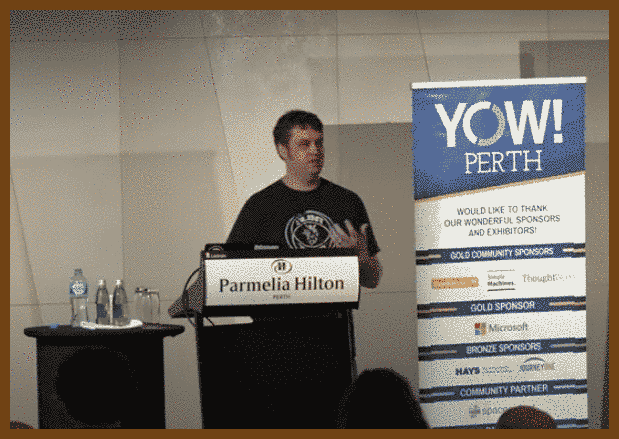 YOW!
PERTH
WOULD LIKE TO THANK
OUR WONDERFUL SPONSORS
AND EXHIBITORS!
GOLD COMMUNITY SPONSORS
Simple
Machines
GOLD SPONSOR
Microsoft
BRONZE SPONSORS
HAYS
JOURNEY
COMMUNITY PARTNER
Parmelia Hilton
PERTH